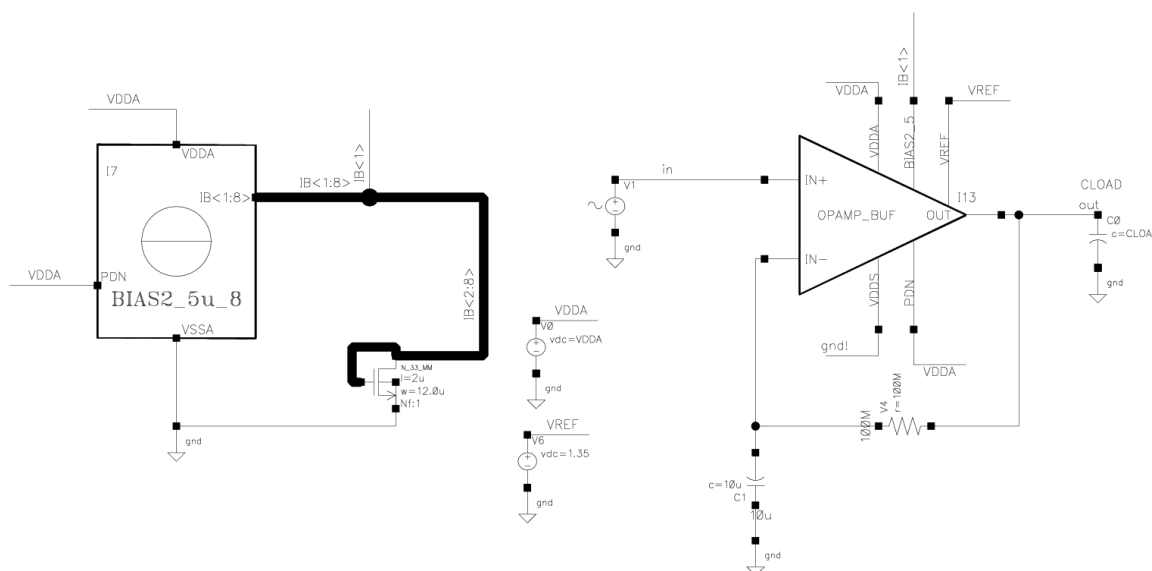 VDDA
VDDA
I7
IB<1:8>
IB<1:8>
IB<1>
VDDA
PDN
BIAS2_5u_8
VSSA
IB<2:8>
N_33_MM
l=2u
w=12.0u
Nf:1
gnd
VDDA
V0
vdc=VDDA
gnd
VREF
V6
vdc=1.35
gnd
in
V1
gnd
IB<1>
VDDA
VREF
VDDA
BIAS2_5
VREF
IN+
I13
OPAMP_BUF
OUT
IN-
VDDS
PDN
gnd!
VDDA
CLOAD
out
C0
c=CLOA
gnd
100M
V4
r=100M
c=10u
C1
10u
gnd